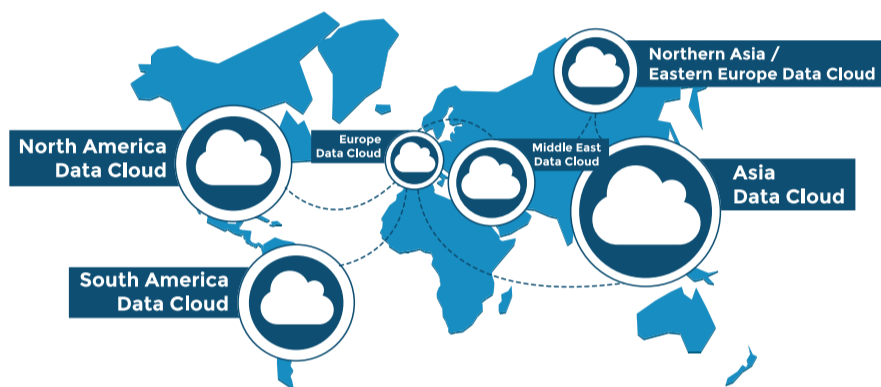 Northern Asia /
Eastern Europe Data Cloud
North America
Data Cloud
Europe
Data Cloud
Middle East
Data Cloud
Asia
Data Cloud
South America
Data Cloud